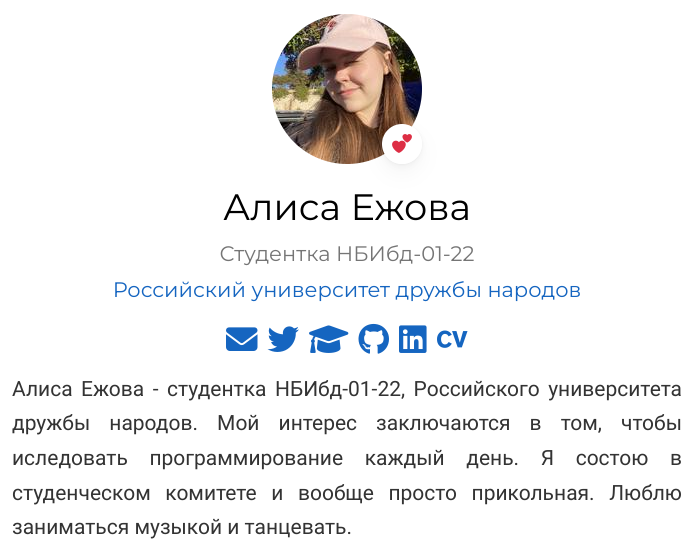 Алиса Ежова
Студентка НБИбд-01-22
Российский университет дружбы народов
in CV
Алиса Ежова - студентка НБИбд-01-22, Российского университета
дружбы народов. Мой интерес заключаются в том, чтобы
иследовать программирование каждый день. Я состою в
студенческом комитете и вообще просто прикольная. Люблю
заниматься музыкой и танцевать.